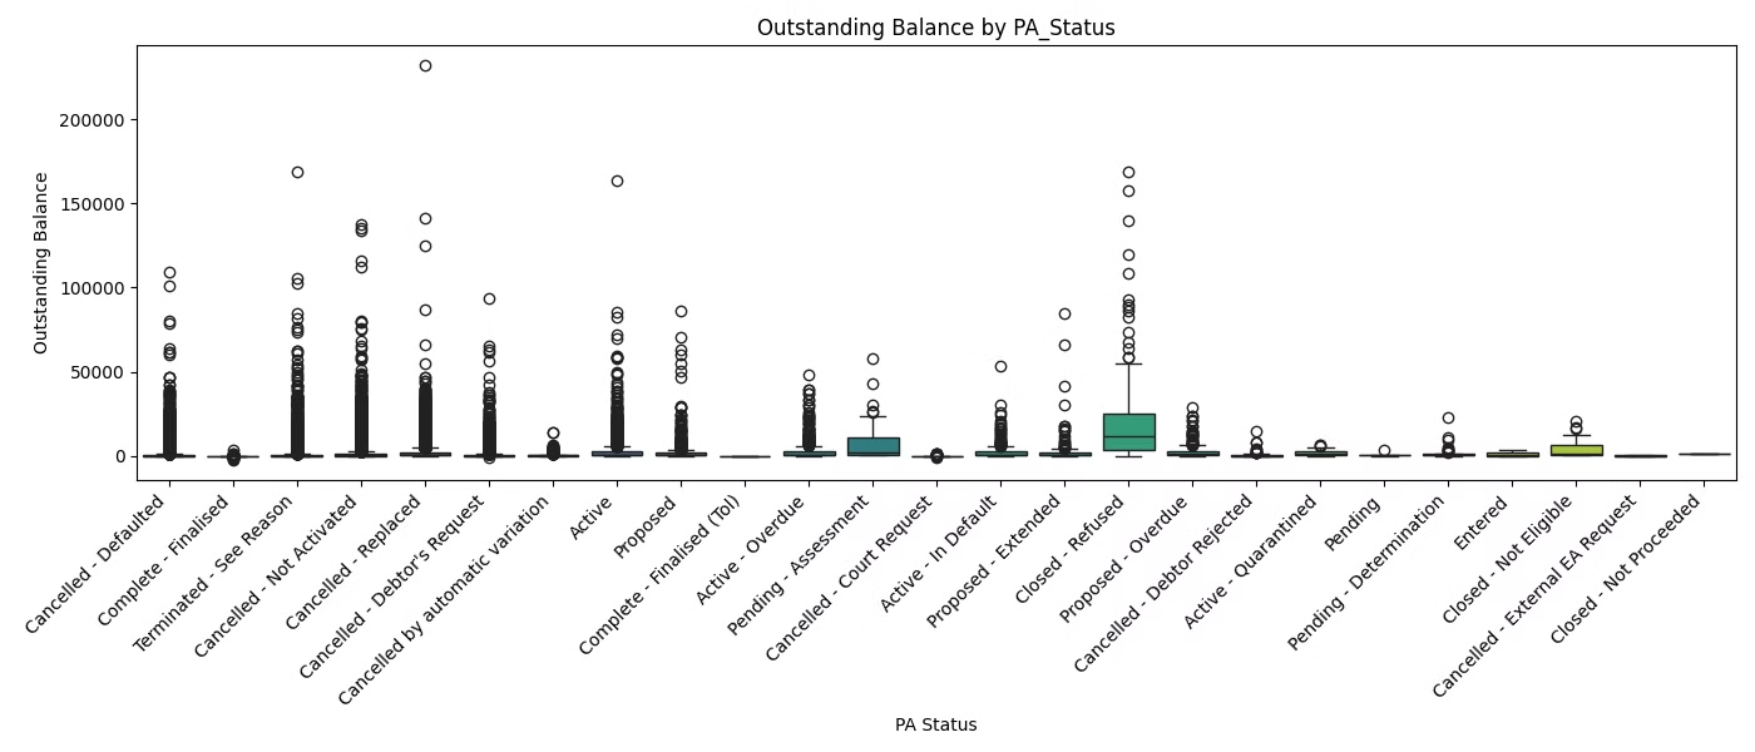 Outstanding Balance by PA_Status
Outstanding Balance
200000
150000
100000
50000
0
Cancelled - Defaulted
Complete - Finalised
Terminated - See Reason
Cancelled - Not Activated
Cancelled - Replaced
Cancelled - Debtor's Request
Cancelled by automatic variation
Active
Proposed
Complete - Finalised (Tol)
Active - Overdue
Pending - Assessment
Cancelled - Court Request
Active - In Default
Proposed - Extended
Closed - Refused
Proposed - Overdue
Cancelled - Debtor Rejected
Active - Quarantined
Pending
Pending - Determination
Entered
Closed - Not Eligible
Cancelled - External EA Request
Closed - Not Proceeded
PA Status